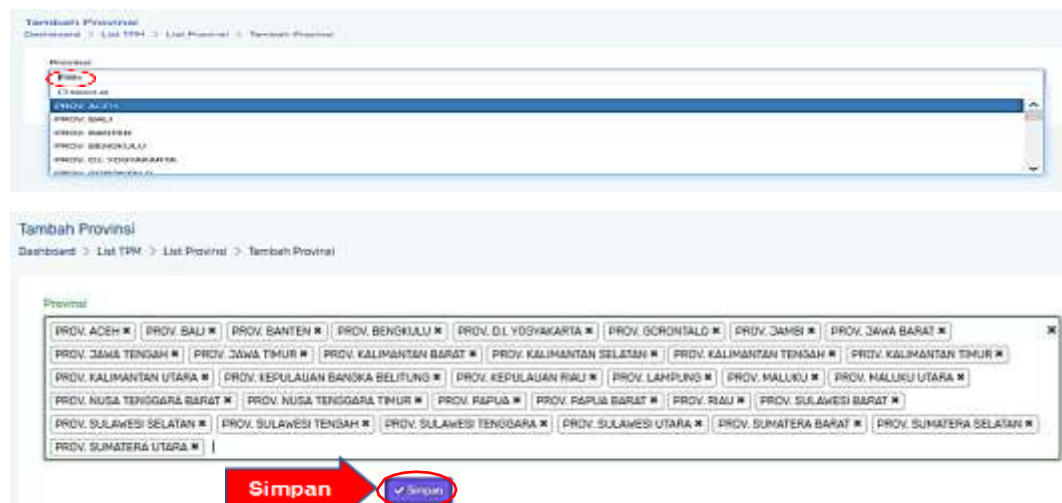 Tambah Provinsi
Dashboard > List TPM > List Provinsi > Tambah Provinsi
Provinsi
PROV. ACEH
PROV. BALI
PROV. BANTEN
PROV. BENGKULU
PROV. D.I. YOGYAKARTA
PROV. GORONTALO
Tambah Provinsi
Dashboard > List TPM > List Provinsi > Tambah Provinsi
Provinsi
PROV. ACEH ✖ PROV. BALI ✖ PROV. BANTEN ✖ PROV. BENGKULU ✖ PROV. D.I. YOGYAKARTA ✖ PROV. GORONTALO ✖ PROV. JAMBI ✖ PROV. JAWA BARAT ✖ ✖
PROV. JAWA TENGAH ✖ PROV. JAWA TIMUR ✖ PROV. KALIMANTAN BARAT ✖ PROV. KALIMANTAN SELATAN ✖ PROV. KALIMANTAN TENGAH ✖ PROV. KALIMANTAN TIMUR ✖
PROV. KALIMANTAN UTARA ✖ PROV. KEPULAUAN BANGKA BELITUNG ✖ PROV. KEPULAUAN RIAU ✖ PROV. LAMPUNG ✖ PROV. MALUKU ✖ PROV. MALUKU UTARA ✖
PROV. NUSA TENGGARA BARAT ✖ PROV. NUSA TENGGARA TIMUR ✖ PROV. PAPUA ✖ PROV. PAPUA BARAT ✖ PROV. RIAU ✖ PROV. SULAWESI BARAT ✖
PROV. SULAWESI SELATAN ✖ PROV. SULAWESI TENGAH ✖ PROV. SULAWESI TENGGARA ✖ PROV. SULAWESI UTARA ✖ PROV. SUMATERA BARAT ✖ PROV. SUMATERA SELATAN ✖
PROV. SUMATERA UTARA ✖
Simpan ✔ Simpan